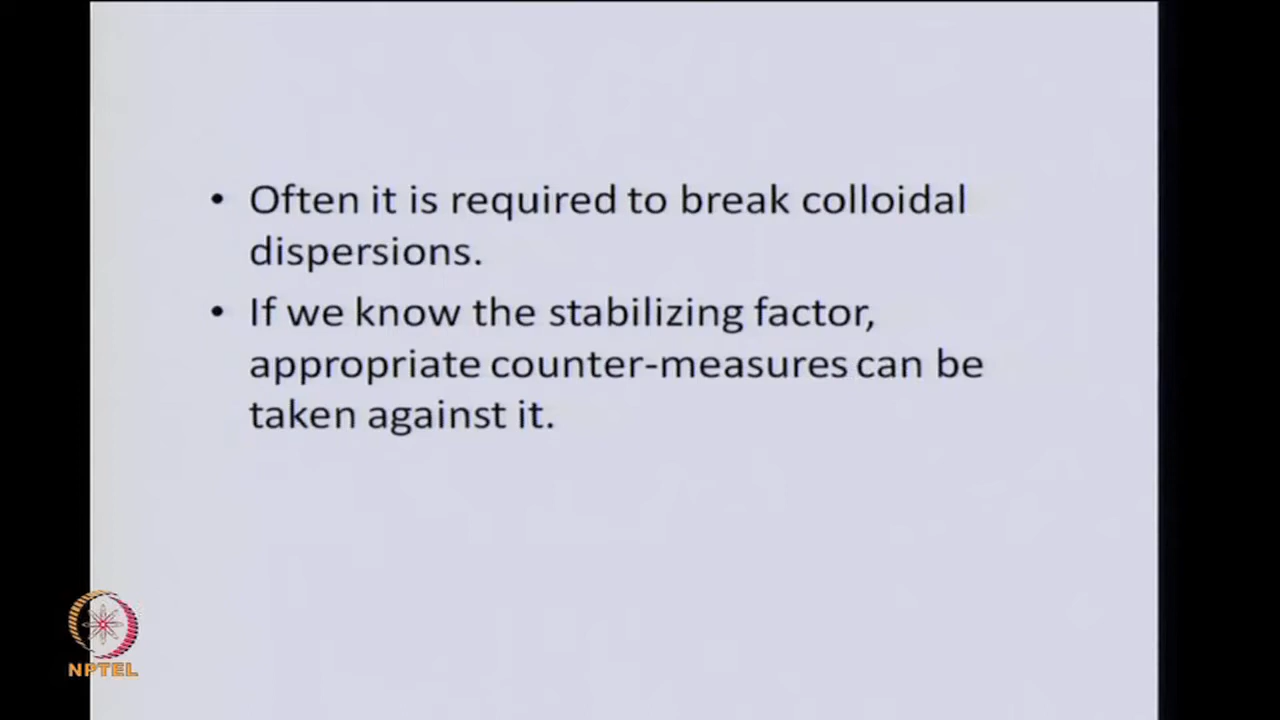 • Often it is required to break colloidal
dispersions.
• If we know the stabilizing factor,
appropriate counter-measures can be
taken against it.
NPTEL